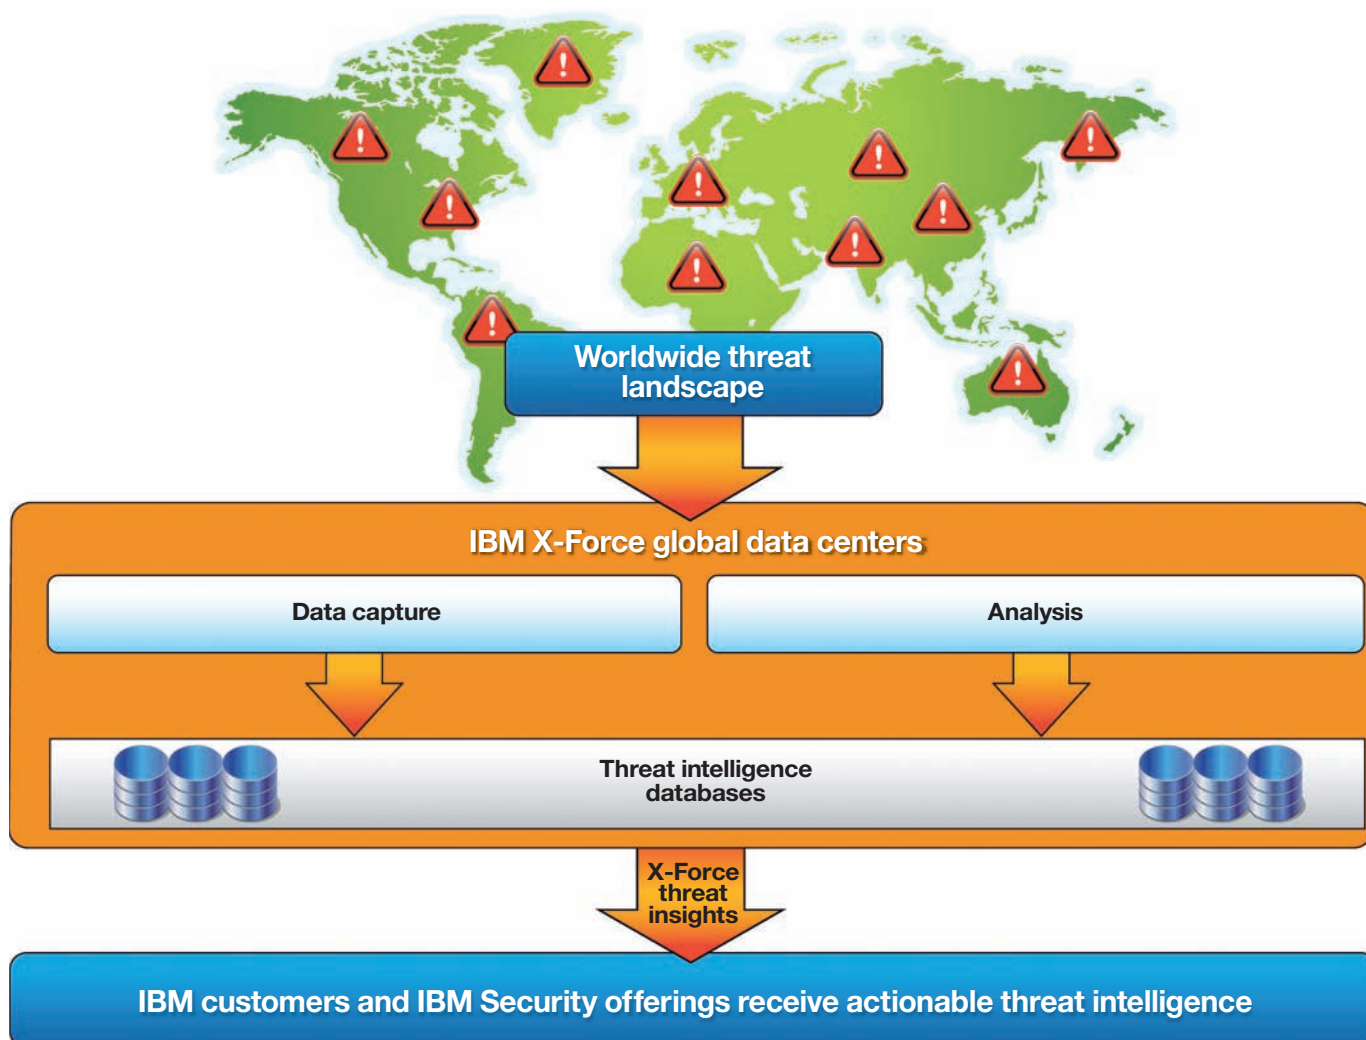 Worldwide threat
landscape
IBM X-Force global data centers
Data capture
Analysis
Threat intelligence
databases
X-Force
threat
insights
IBM customers and IBM Security offerings receive actionable threat intelligence